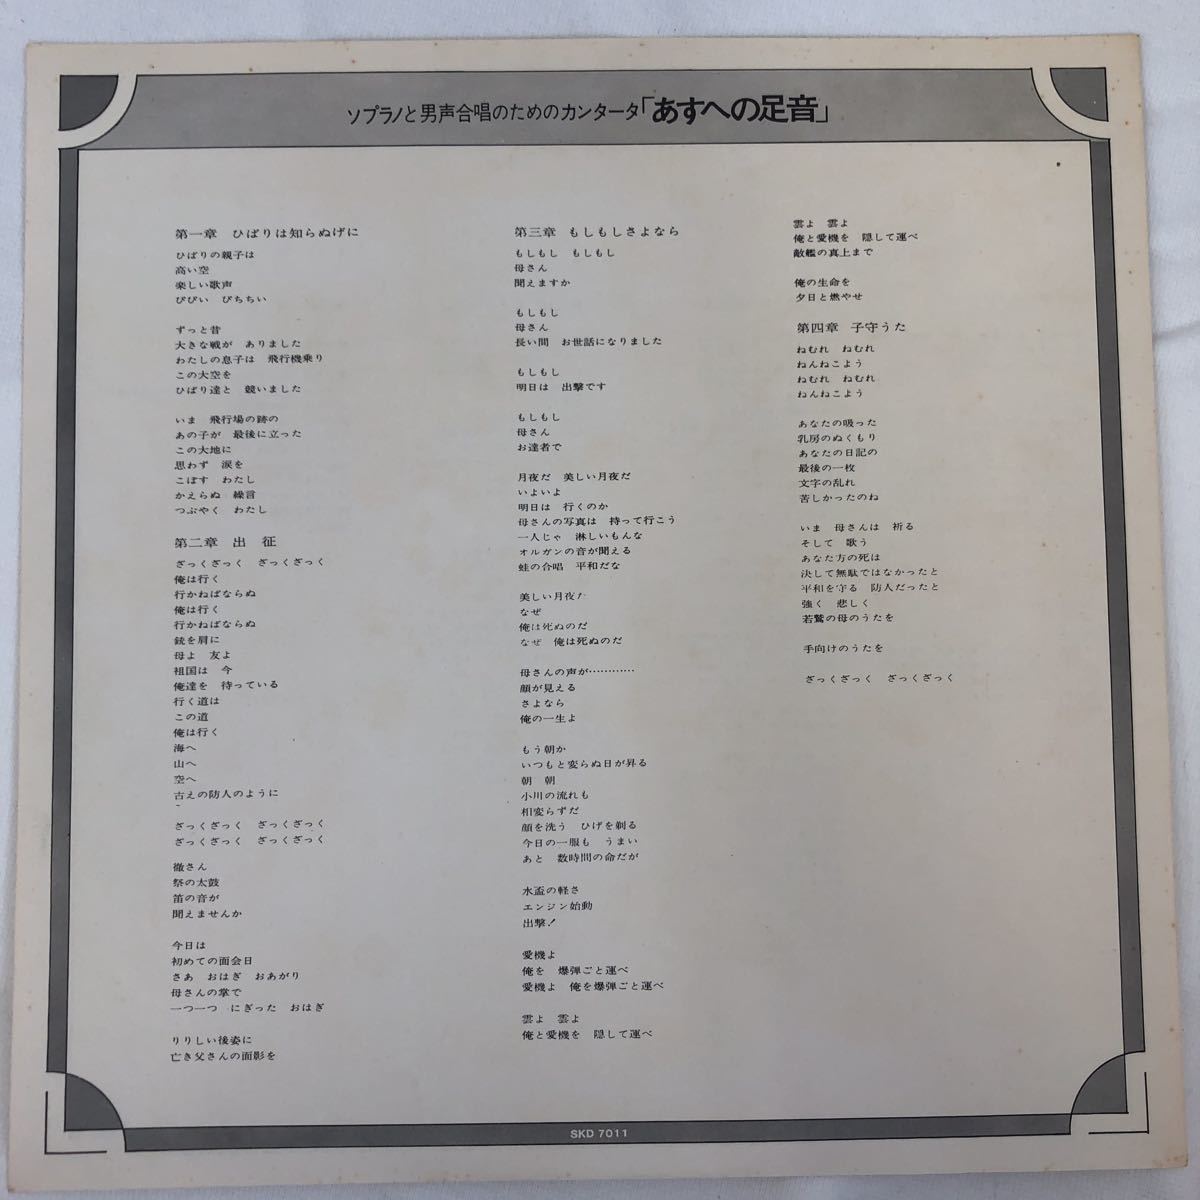 ソプラノと男声合唱のためのカンタータ「あすへの足音」
第一章　ひばりは知らぬげに
ひばりの親子は
高い空
楽しい歌声
ぴぴい　ぴちちい
ずっと昔
大きな戦が　ありました
わたしの息子は　飛行機乗り
この大空を
ひばり達と　競いました
いま　飛行場の跡の
あの子が　最後に立った
この大地に
思わず　涙を
こぼす　わたし
かえらぬ　繰言
つぶやく　わたし
第二章　出　征
ざっくざっく　ざっくざっく
俺は行く
行かねばならぬ
俺は行く
行かねばならぬ
銃を肩に
母よ　友よ
祖国は　今
俺達を　待っている
行く道は
この道
俺は行く
海へ
山へ
空へ
古えの防人のように
ざっくざっく　ざっくざっく
ざっくざっく　ざっくざっく
徹さん
祭の太鼓
笛の音が
聞えませんか
今日は
初めての面会日
さあ　おはぎ　おあがり
母さんの掌で
一つ一つ　にぎった　おはぎ
りりしい後姿に
亡き父さんの面影を
第三章　もしもしさよなら
もしもし　もしもし
母さん
聞えますか
もしもし
母さん
長い間　お世話になりました
もしもし
明日は　出撃です
もしもし
母さん
お達者で
月夜だ　美しい月夜だ
いよいよ
明日は　行くのか
母さんの写真は　持って行こう
一人じゃ　淋しいもんな
オルガンの音が聞える
蛙の合唱　平和だな
美しい月夜だ
なぜ
俺は死ぬのだ
なぜ　俺は死ぬのだ
母さんの声が…………
顔が見える
さよなら
俺の一生よ
もう朝か
いつもと変らぬ日が昇る
朝　朝
小川の流れも
相変らずだ
顔を洗う　ひげを剃る
今日の一服も　うまい
あと　数時間の命だが
水盃の軽さ
エンジン始動
出撃！
愛機よ
俺を　爆弾ごと運べ
愛機よ　俺を爆弾ごと運べ
雲よ　雲よ
俺と愛機を　隠して運べ
雲よ　雲よ
俺と愛機を　隠して運べ
敵艦の真上まで
俺の生命を
夕日と燃やせ
第四章　子守うた
ねむれ　ねむれ
ねんねこよう
ねむれ　ねむれ
ねんねこよう
あなたの吸った
乳房のぬくもり
あなたの日記の
最後の一枚
文字の乱れ
苦しかったのね
いま　母さんは　祈る
そして　歌う
あなた方の死は
決して無駄ではなかったと
平和を守る　防人だったと
強く　悲しく
若鷲の母のうたを
手向けのうたを
ざっくざっく　ざっくざっく
SKD 7011